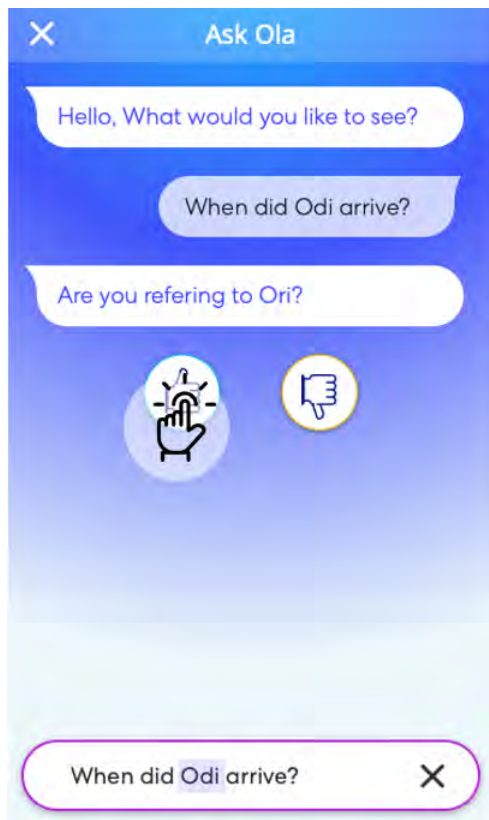 Ask Ola
Hello, What would you like to see?
When did Odi arrive?
Are you refering to Ori?
When did Odi arrive?